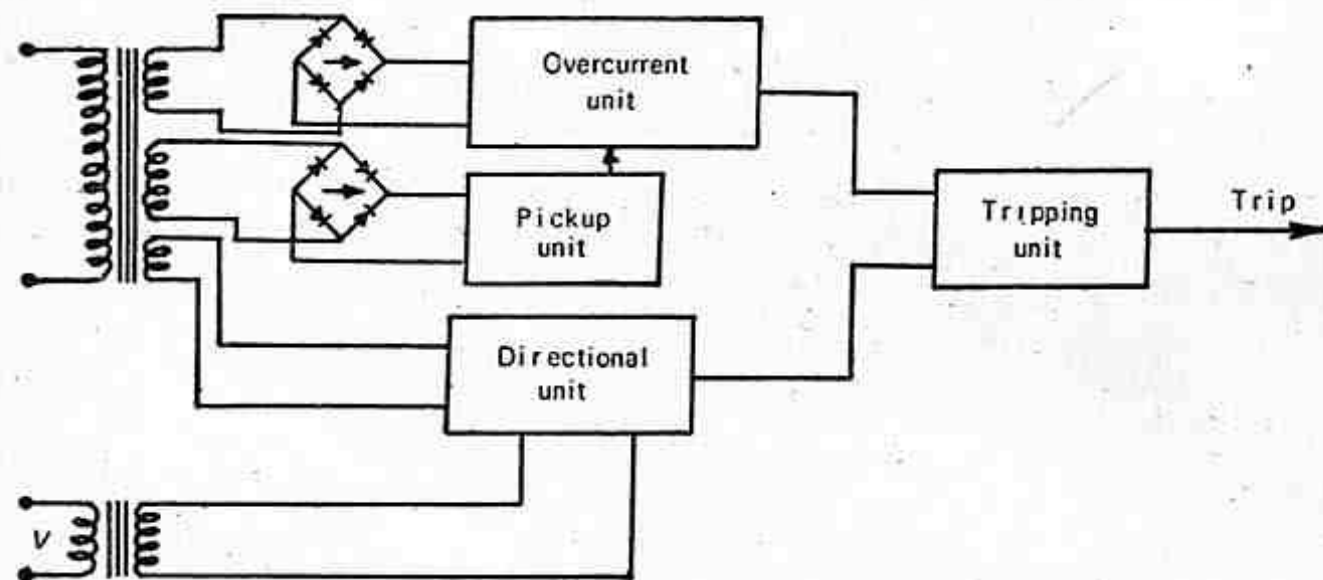 Overcurrent
unit
Pickup
unit
Tripping
unit
Trip
Directional
unit
V